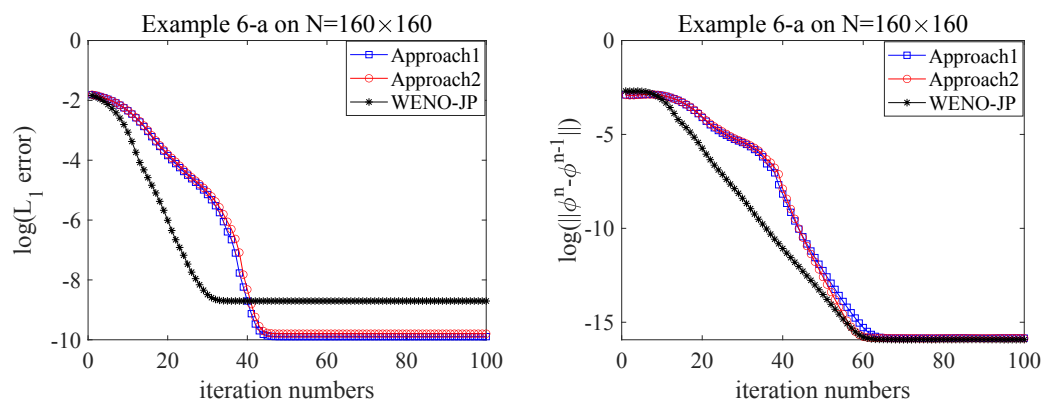 Example 6-a on N=160×160
0
-2
-4
-6
-8
-10
0
20
40
60
80
100
log(L₁ error)
iteration numbers
Approach1
Approach2
WENO-JP
Example 6-a on N=160×160
0
-5
-10
-15
0
20
40
60
80
100
log(||ϕⁿ-ϕⁿ⁻¹||)
iteration numbers
Approach1
Approach2
WENO-JP